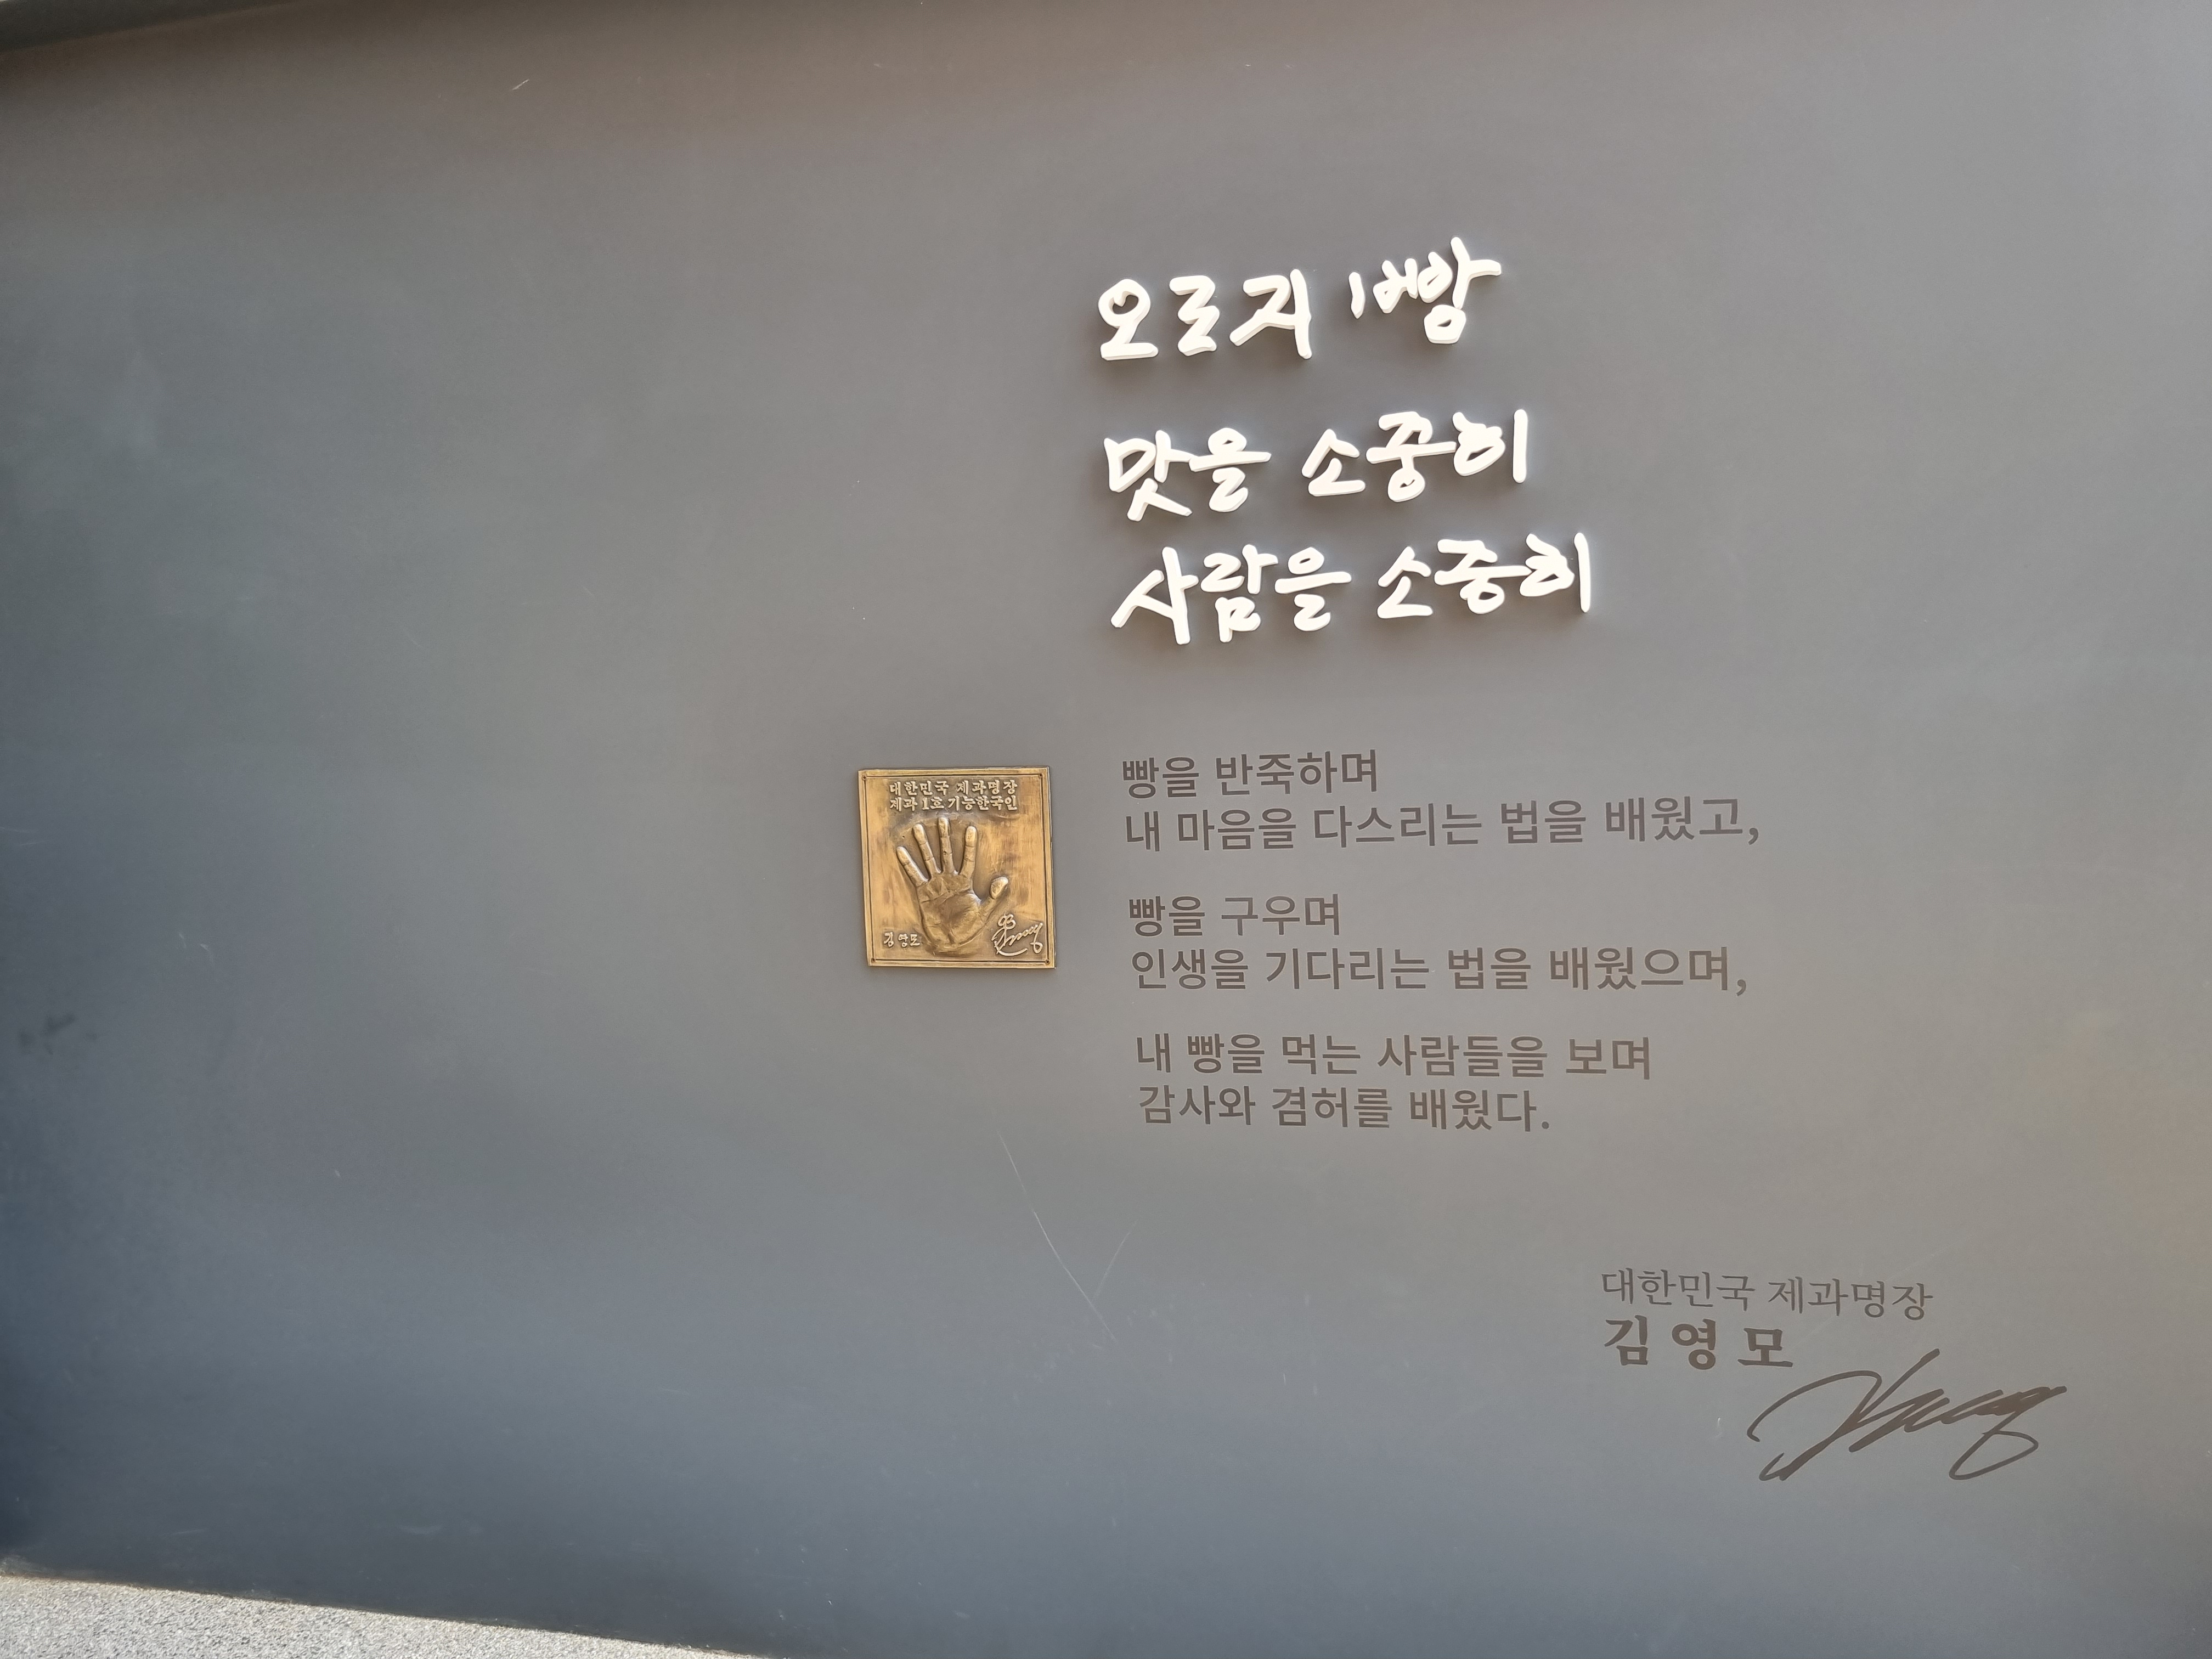 오로지 빵
맛을 소중히
사람을 소중히
대한민국 제과명장
제과 1호 기능한국인
김영모
빵을 반죽하며
내 마음을 다스리는 법을 배웠고,
빵을 구우며
인생을 기다리는 법을 배웠으며,
내 빵을 먹는 사람들을 보며
감사와 겸허를 배웠다.
대한민국 제과명장
김영모